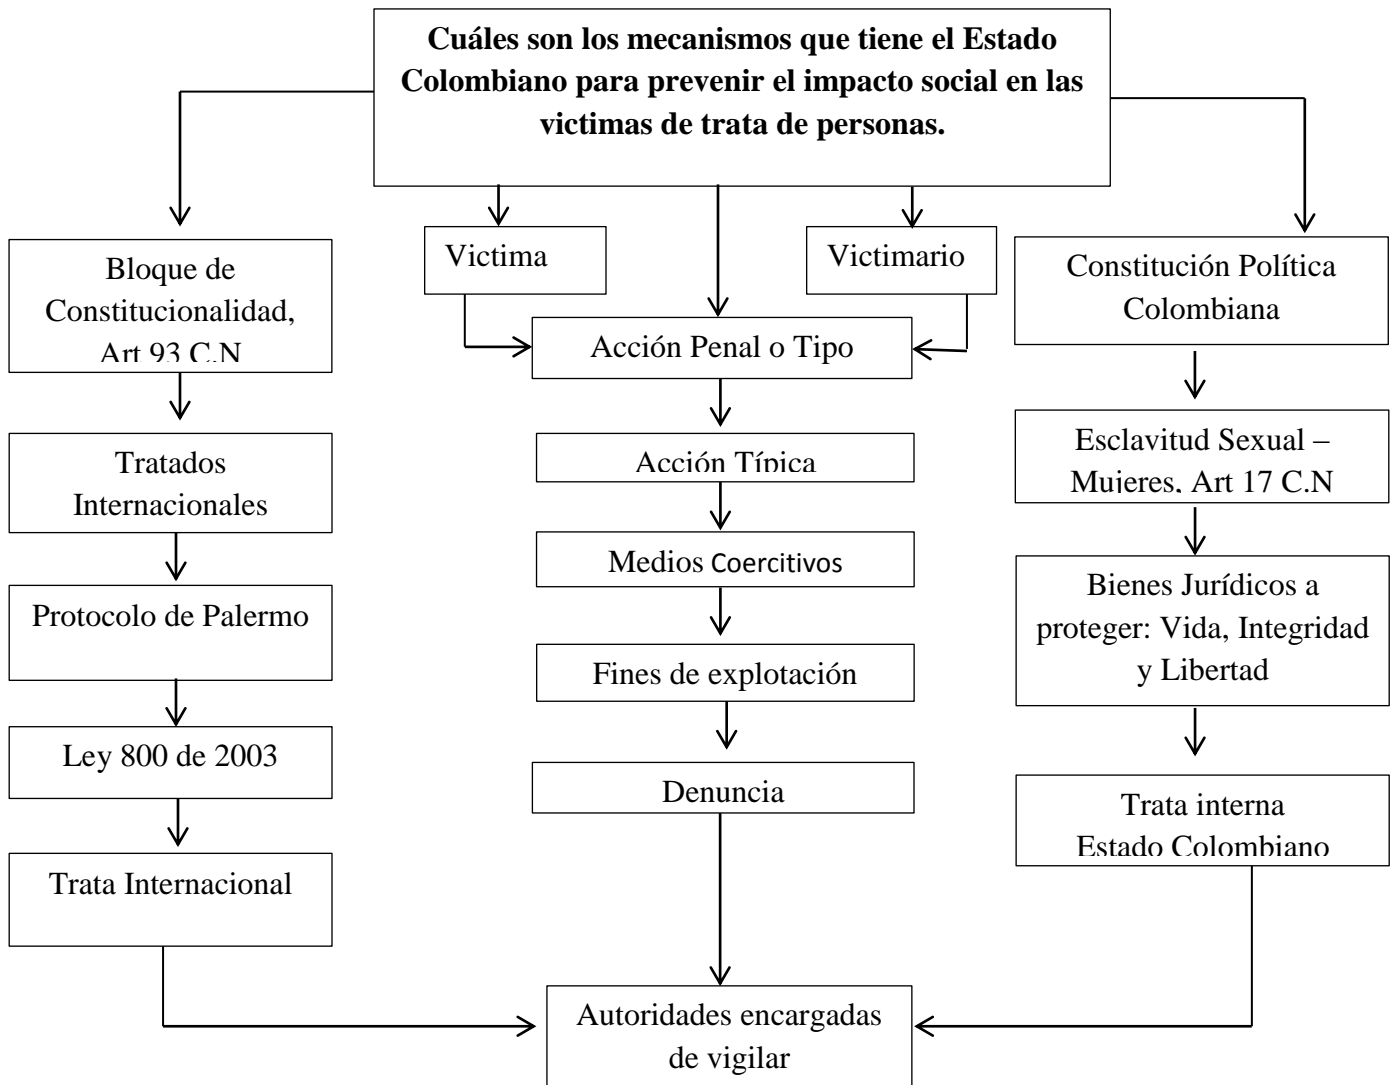 Cuáles son los mecanismos que tiene el Estado
Colombiano para prevenir el impacto social en las
victimas de trata de personas.
Bloque de
Constitucionalidad,
Art 93 C.N
Tratados
Internacionales
Protocolo de Palermo
Ley 800 de 2003
Trata Internacional
Victima
Victimario
Acción Penal o Tipo
Acción Típica
Medios Coercitivos
Fines de explotación
Denuncia
Constitución Política
Colombiana
Esclavitud Sexual –
Mujeres, Art 17 C.N
Bienes Jurídicos a
proteger: Vida, Integridad
y Libertad
Trata interna
Estado Colombiano
Autoridades encargadas
de vigilar